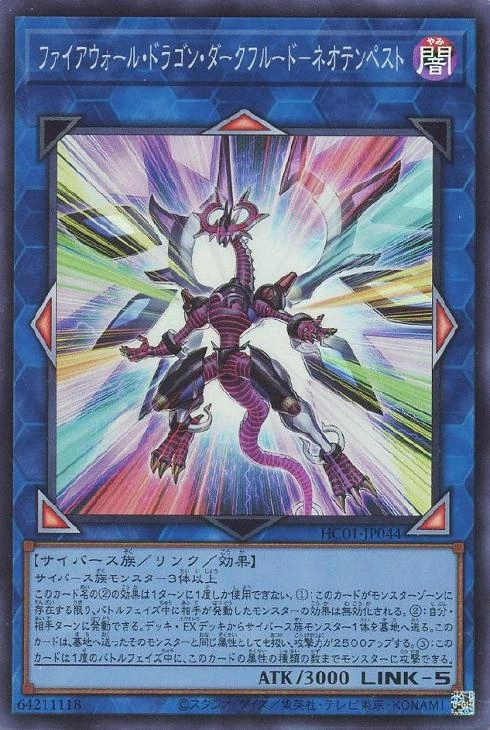 ファイアウォール・ドラゴン・ダークフルードーネオテンペスト
やみ
闇
HC01-JP044
【サイバース族／リンク／効果】
サイバース族モンスター3体以上
このカード名の②の効果は1ターンに1度しか使用できない。①：このカードがモンスターゾーンに
存在する限り、バトルフェイズ中に相手が発動したモンスターの効果は無効化される。②：自分・
相手ターンに発動できる。デッキ・EXデッキからサイバース族モンスター1体を墓地へ送る。この
カードは、墓地へ送ったそのモンスターと同じ属性としても扱い、攻撃力が2500アップする。③：こ
のカードは1度のバトルフェイズ中に、このカードの属性の種類の数までモンスターに攻撃できる。
ATK/3000 LINK-5
64211118 ©スタジオ・ダイス/集英社・テレビ東京・KONAMI